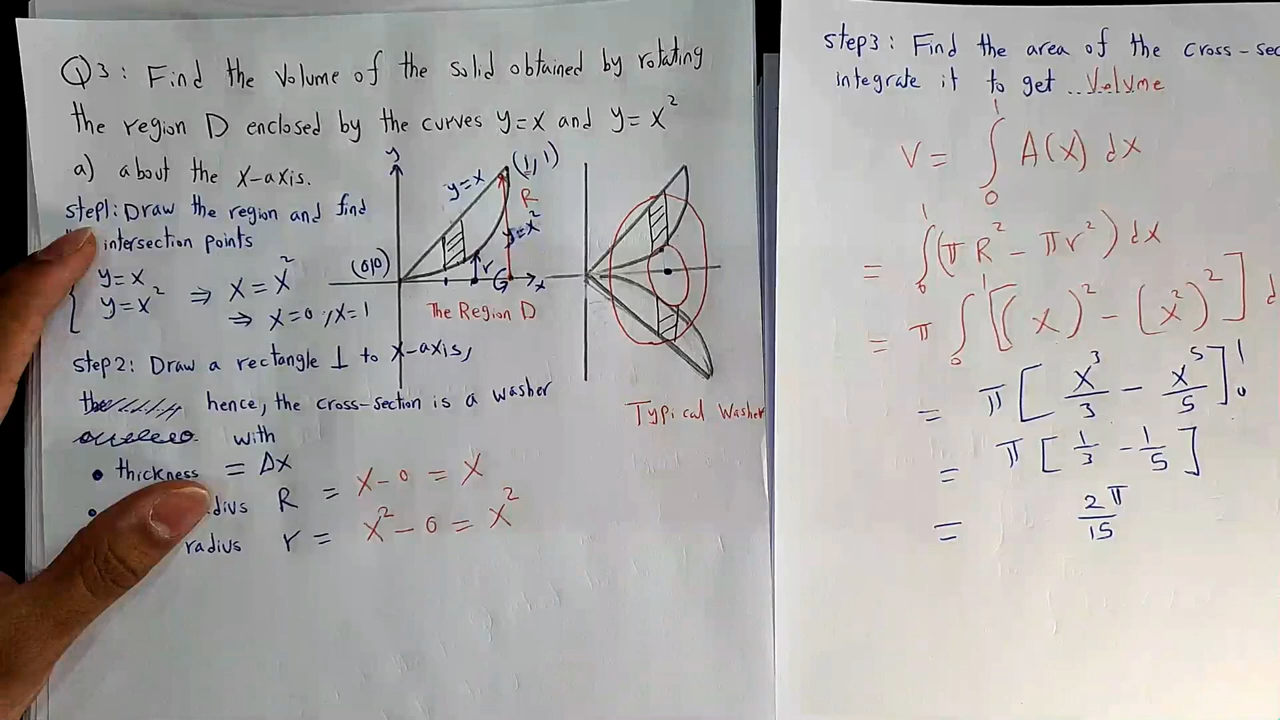 Q3: Find the Volume of the solid obtained by rotating
the region D enclosed by the curves y=x and y=x²
a) about the x-axis.
step1: Draw the region and find
intersection points
y=x
y=x² ⇒ x=x²
⇒ x=0, x=1
step2: Draw a rectangle ⊥ to x-axis,
hence, the cross-section is a washer
with
• thickness = Δx
R = x-0 = x
radius r = x²-0 = x²
y
(1,1)
y=x
R
y=x²
r
(0,0)
x
The Region D
Typical Washer
step3: Find the area of the cross-sec
integrate it to get .. Volume
V = ∫₀¹ A(x) dx
= ∫₀¹ (πR² - πr²) dx
= π ∫₀¹ [(x)² - (x²)²] d
= π [x³/3 - x⁵/5]₀¹
= π [1/3 - 1/5]
= 2π/15